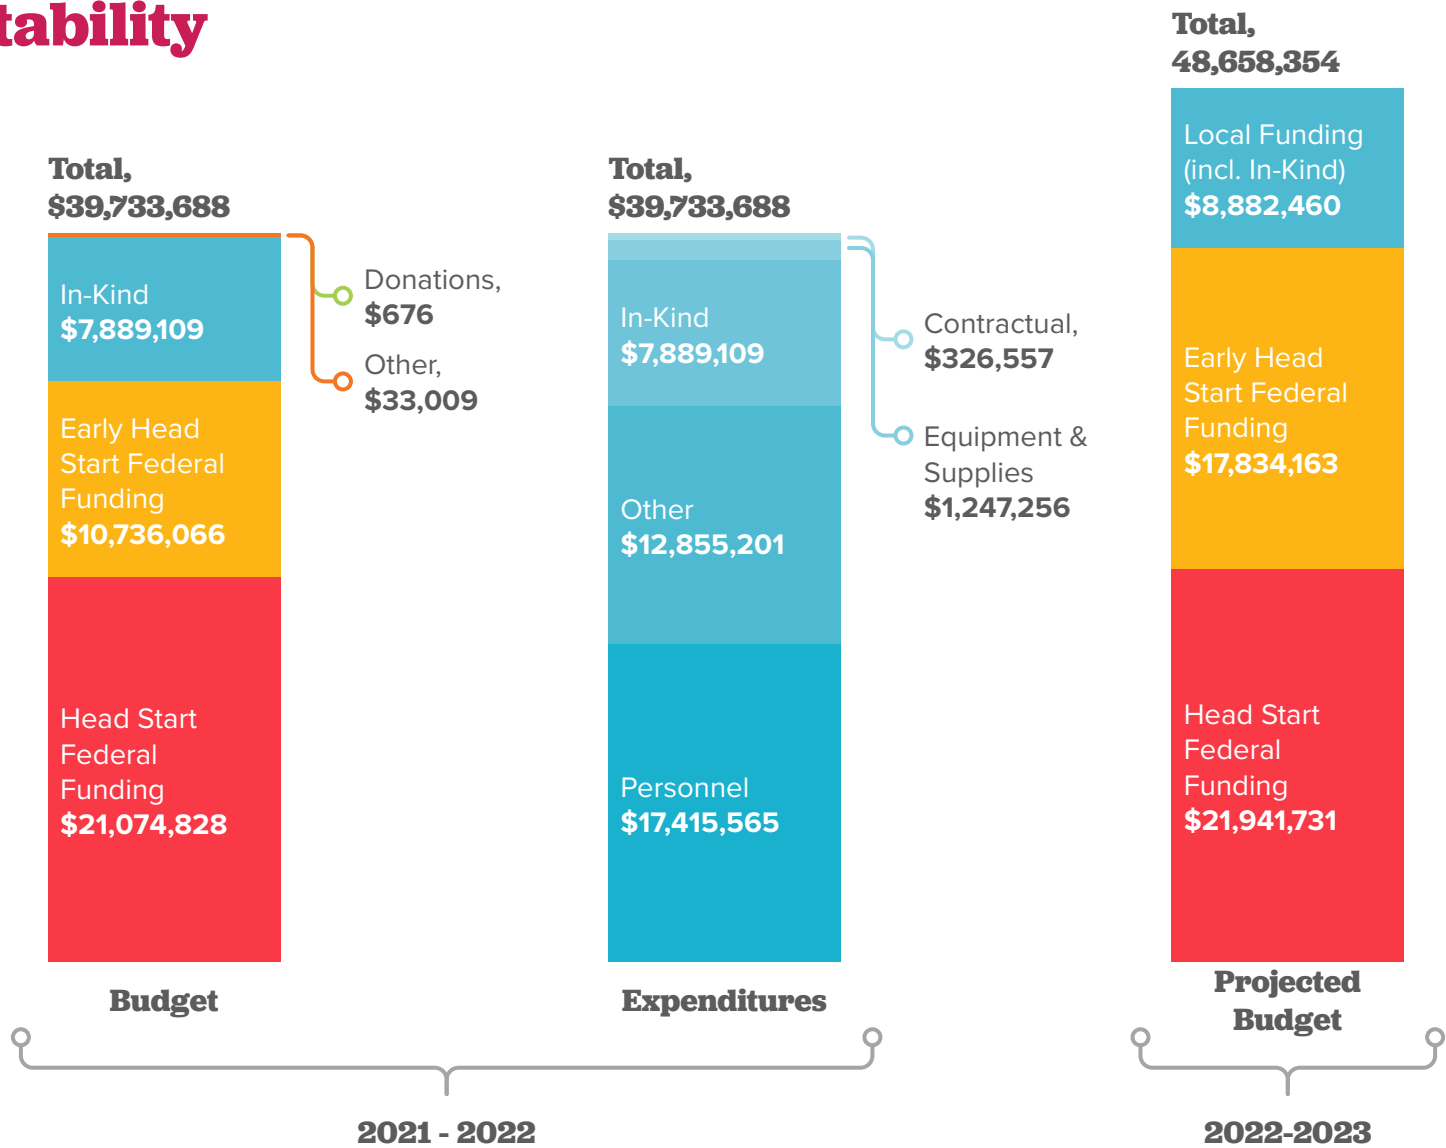 tability
Total,
$39,733,688
In-Kind
$7,889,109
Early Head
Start Federal
Funding
$10,736,066
Head Start
Federal
Funding
$21,074,828
Donations,
$676
Other,
$33,009
Budget
Total,
$39,733,688
In-Kind
$7,889,109
Other
$12,855,201
Personnel
$17,415,565
Contractual,
$326,557
Equipment &
Supplies
$1,247,256
Expenditures
2021 - 2022
Total,
48,658,354
Local Funding
(incl. In-Kind)
$8,882,460
Early Head
Start Federal
Funding
$17,834,163
Head Start
Federal
Funding
$21,941,731
Projected
Budget
2022-2023